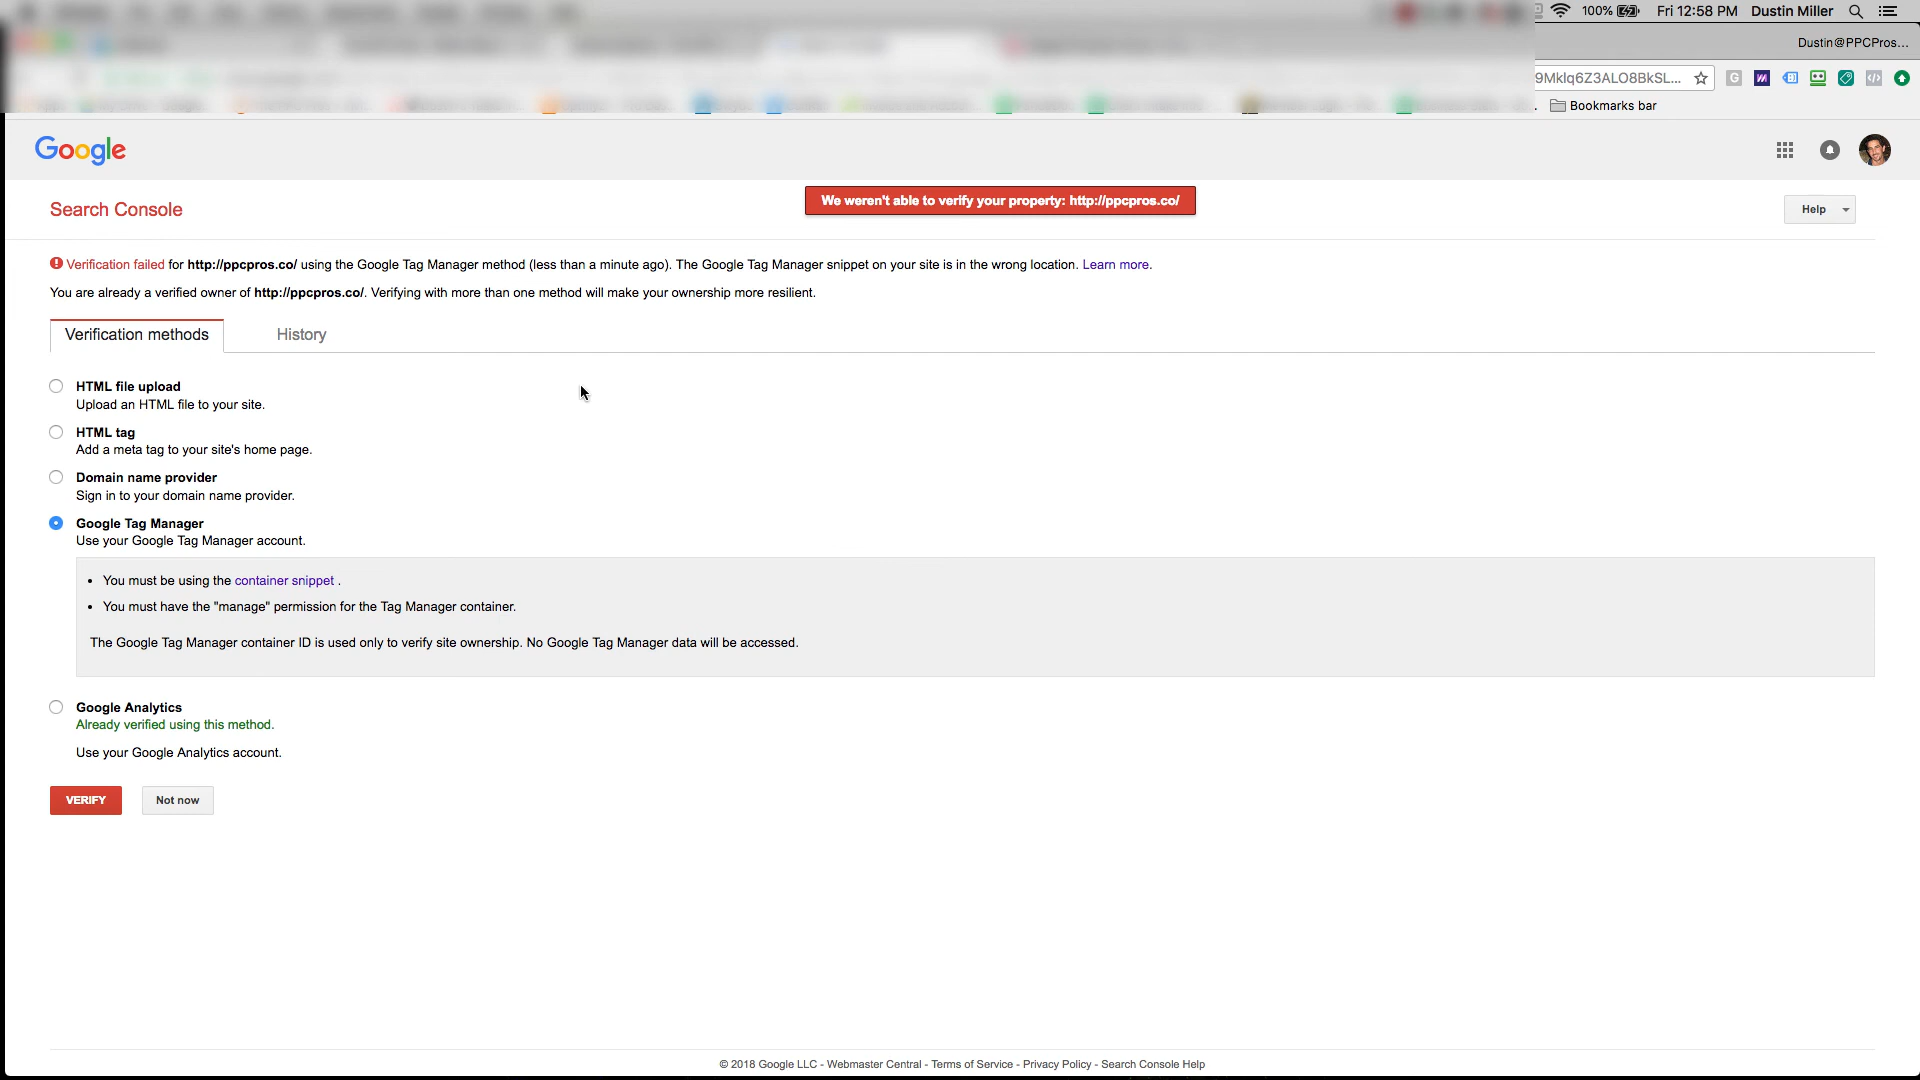 100% Fri 12:58 PM Dustin Miller
Dustin@PPCPros...
9Mklq6Z3ALO8BkSL...
Bookmarks bar
Google
Search Console
We weren't able to verify your property: http://ppcpros.co/
Help
Verification failed for http://ppcpros.co/ using the Google Tag Manager method (less than a minute ago). The Google Tag Manager snippet on your site is in the wrong location. Learn more.
You are already a verified owner of http://ppcpros.co/. Verifying with more than one method will make your ownership more resilient.
Verification methods History
HTML file upload
Upload an HTML file to your site.
HTML tag
Add a meta tag to your site's home page.
Domain name provider
Sign in to your domain name provider.
Google Tag Manager
Use your Google Tag Manager account.
• You must be using the container snippet .
• You must have the "manage" permission for the Tag Manager container.
The Google Tag Manager container ID is used only to verify site ownership. No Google Tag Manager data will be accessed.
Google Analytics
Already verified using this method.
Use your Google Analytics account.
VERIFY Not now
© 2018 Google LLC - Webmaster Central - Terms of Service - Privacy Policy - Search Console Help